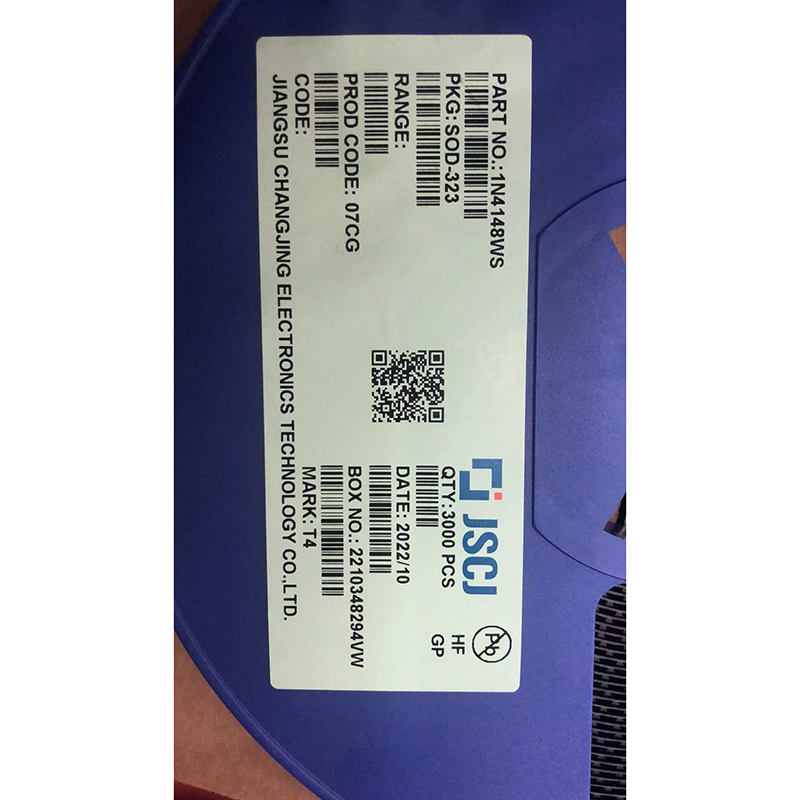 PART NO.:1N4148WS
PKG: SOD-323
RANGE:
PROD CODE: 07CG
CODE:
JIANGSU CHANGJING ELECTRONICS TECHNOLOGY CO.,LTD.
JSCJ
Pb
HF
GP
QTY:3000 PCS
DATE: 2022/10
BOX NO.: 2210348294VW
MARK: T4